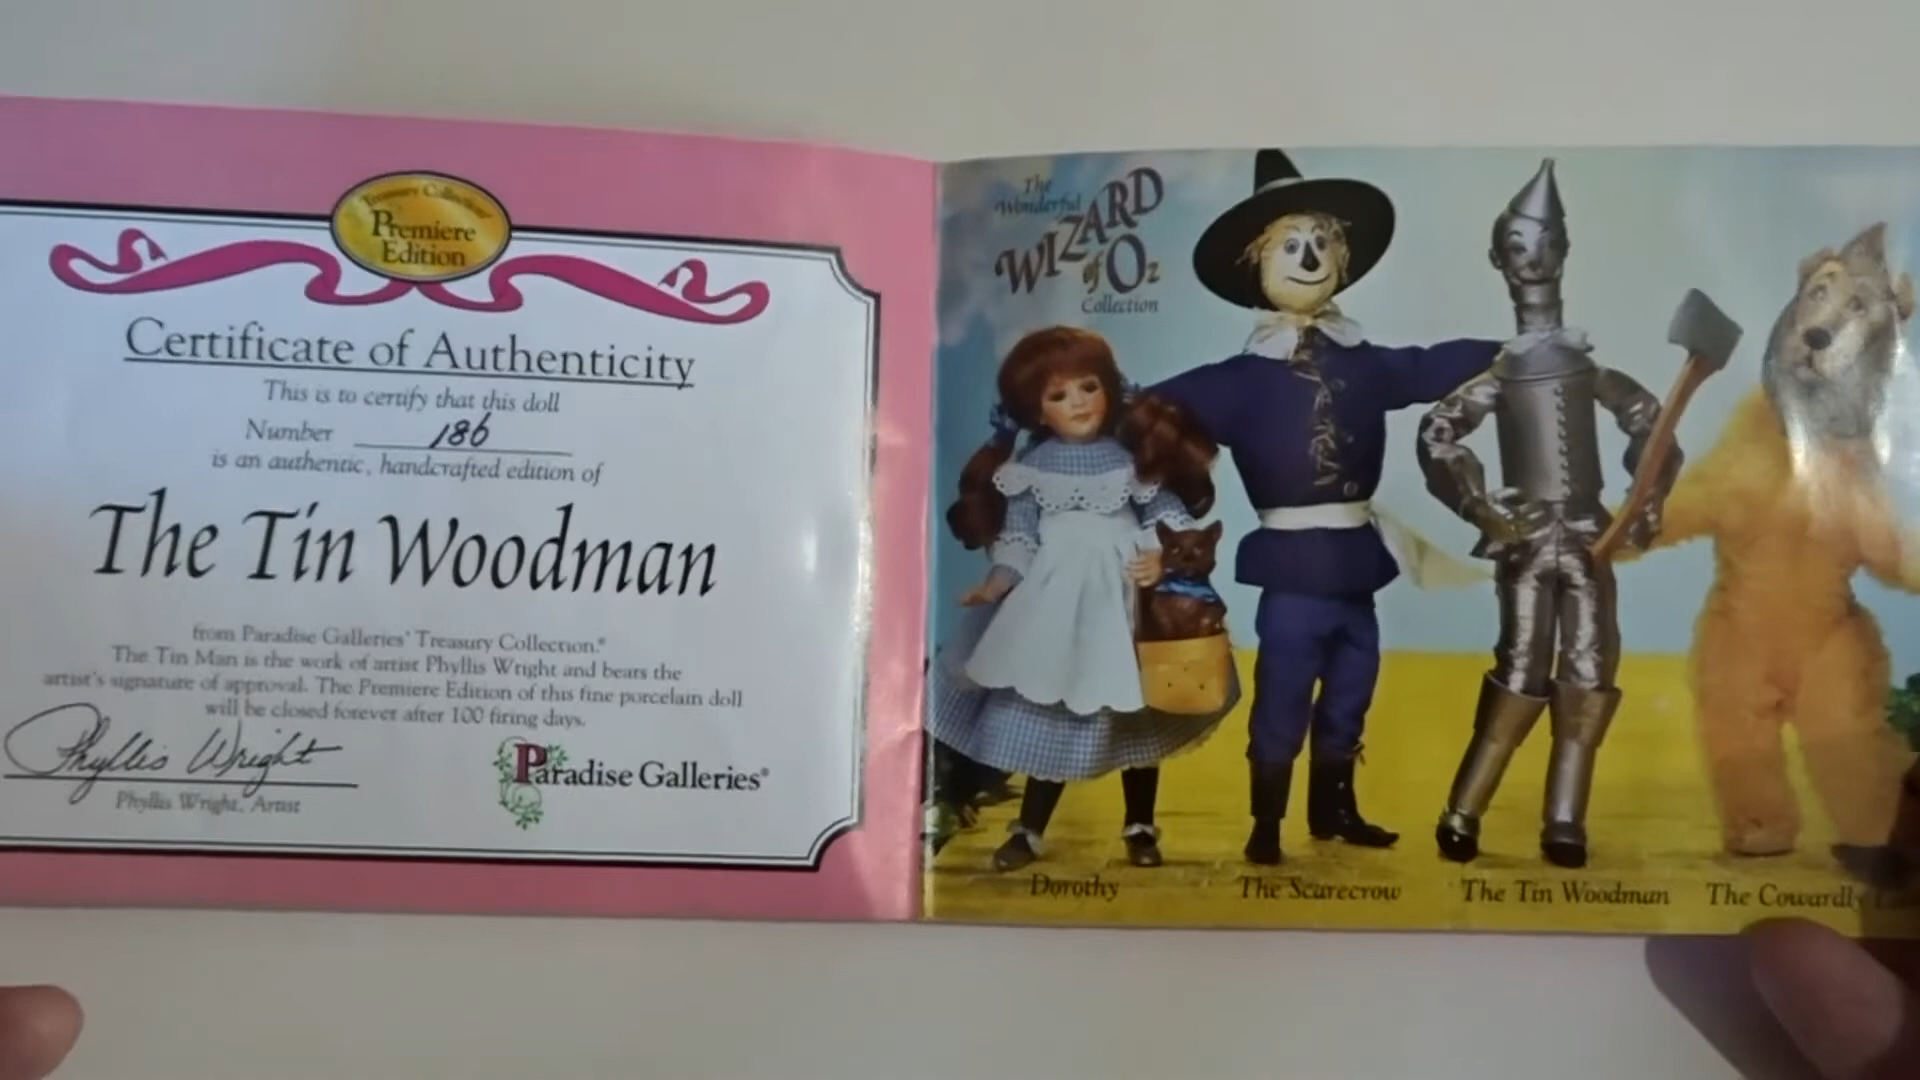 Treasury Collection®
Premiere
Edition
Certificate of Authenticity
This is to certify that this doll
Number 186
is an authentic, handcrafted edition of
The Tin Woodman
from Paradise Galleries' Treasury Collection.®
The Tin Man is the work of artist Phyllis Wright and bears the
artist's signature of approval. The Premiere Edition of this fine porcelain doll
will be closed forever after 100 firing days.
Phyllis Wright
Phyllis Wright, Artist
Paradise Galleries®
The
Wonderful
WIZARD
of Oz
Collection
Dorothy
The Scarecrow
The Tin Woodman
The Cowardly